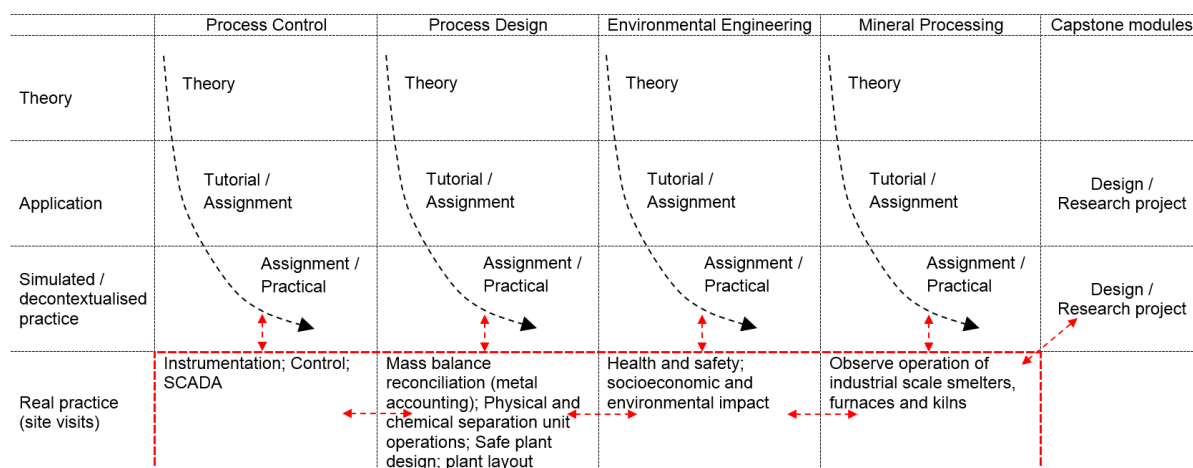 Process Control
Process Design
Environmental Engineering
Mineral Processing
Capstone modules
Theory
Theory
Theory
Theory
Theory
Application
Tutorial /
Assignment
Tutorial /
Assignment
Tutorial /
Assignment
Tutorial /
Assignment
Design /
Research project
Simulated /
decontextualised
practice
Assignment /
Practical
Assignment /
Practical
Assignment /
Practical
Assignment /
Practical
Design /
Research project
Real practice
(site visits)
Instrumentation; Control;
SCADA
Mass balance
reconciliation (metal
accounting); Physical and
chemical separation unit
operations; Safe plant
design; plant layout
Health and safety;
socioeconomic and
environmental impact
Observe operation of
industrial scale smelters,
furnaces and kilns